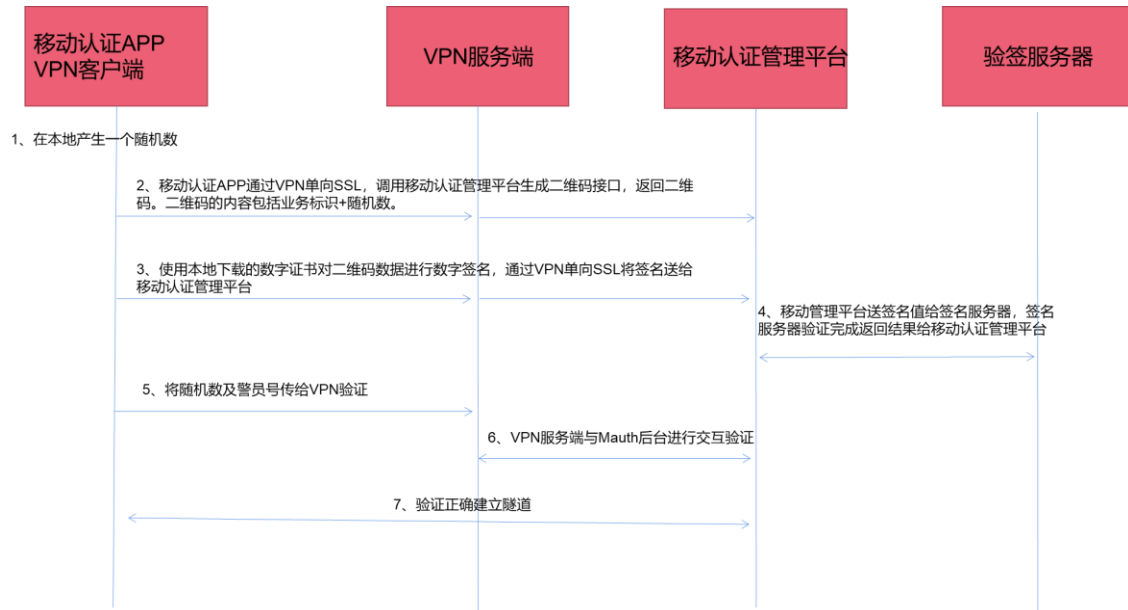 移动认证APP
VPN客户端
VPN服务端
移动认证管理平台
验签服务器
1、在本地产生一个随机数
2、移动认证APP通过VPN单向SSL，调用移动认证管理平台生成二维码接口，返回二维
码。二维码的内容包括业务标识+随机数。
3、使用本地下载的数字证书对二维码数据进行数字签名，通过VPN单向SSL将签名送给
移动认证管理平台
4、移动管理平台送签名值给签名服务器，签名
服务器验证完成返回结果给移动认证管理平台
5、将随机数及警员号传给VPN验证
6、VPN服务端与Mauth后台进行交互验证
7、验证正确建立隧道